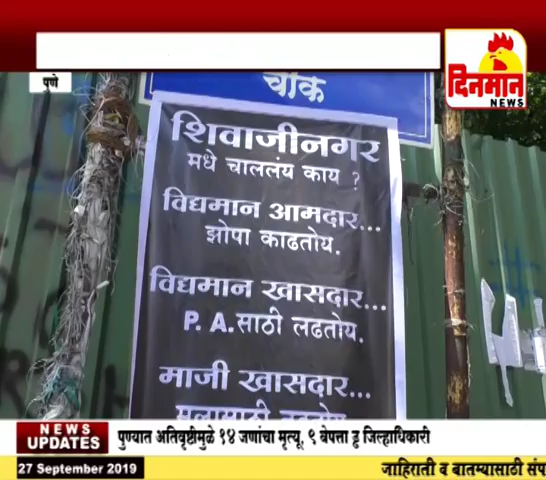 दिनमान
NEWS
पुणे
चौक
शिवाजीनगर
मधे चाललंय काय ?
विद्यमान आमदार...
झोपा काढतोय.
विद्यमान खासदार...
P. A. साठी लढतोय.
माजी खासदार...
NEWS
UPDATES
पुण्यात अतिवृष्टीमुळे १४ जणांचा मृत्यू, ९ बेपत्ता ढ्ढ जिल्हाधिकारी
27 September 2019
जाहिराती व बातम्यासाठी संप